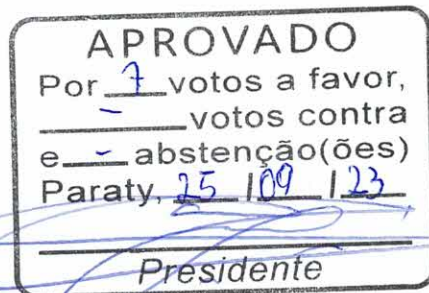 APROVADO
Por 7 votos a favor,
- votos contra
e - abstenção(ões)
Paraty, 25 / 09 / 23
Presidente